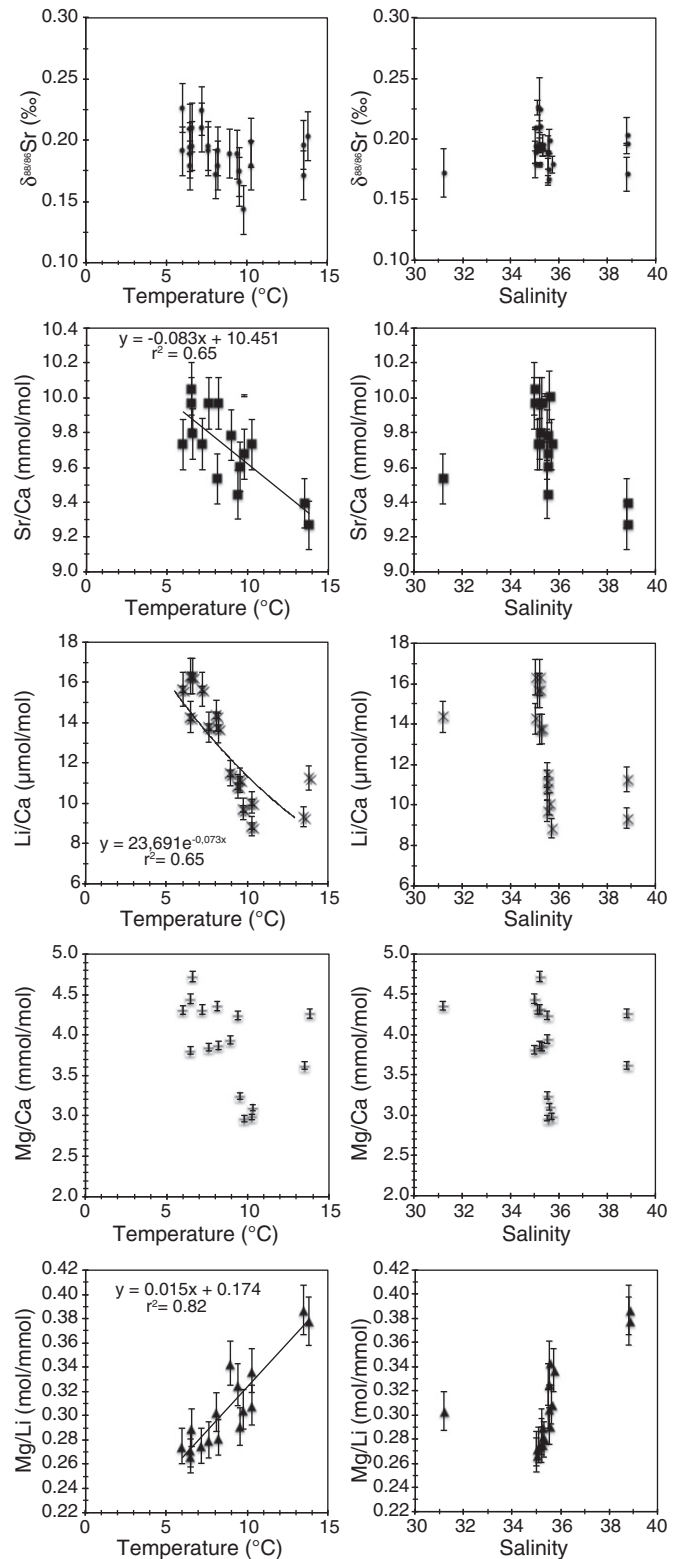 0.30
0.25
0.20
0.15
0.10
δ88/86Sr (‰)
0 5 10 15
Temperature (°C)
0.30
0.25
0.20
0.15
0.10
δ88/86Sr (‰)
30 32 34 36 38 40
Salinity
10.4
10.2
10.0
9.8
9.6
9.4
9.2
9.0
Sr/Ca (mmol/mol)
y = -0.083x + 10.451
r² = 0.65
0 5 10 15
Temperature (°C)
10.4
10.2
10.0
9.8
9.6
9.4
9.2
9.0
Sr/Ca (mmol/mol)
30 32 34 36 38 40
Salinity
18
16
14
12
10
8
6
Li/Ca (μmol/mol)
y = 23,691e-0,073x
r²= 0.65
0 5 10 15
Temperature (°C)
18
16
14
12
10
8
6
Li/Ca (μmol/mol)
30 32 34 36 38 40
Salinity
5.0
4.5
4.0
3.5
3.0
2.5
2.0
Mg/Ca (mmol/mol)
0 5 10 15
Temperature (°C)
5.0
4.5
4.0
3.5
3.0
2.5
2.0
Mg/Ca (mmol/mol)
30 32 34 36 38 40
Salinity
0.42
0.40
0.38
0.36
0.34
0.32
0.30
0.28
0.26
0.24
0.22
Mg/Li (mol/mmol)
y = 0.015x + 0.174
r²= 0.82
0 5 10 15
Temperature (°C)
0.42
0.40
0.38
0.36
0.34
0.32
0.30
0.28
0.26
0.24
0.22
Mg/Li (mol/mmol)
30 32 34 36 38 40
Salinity